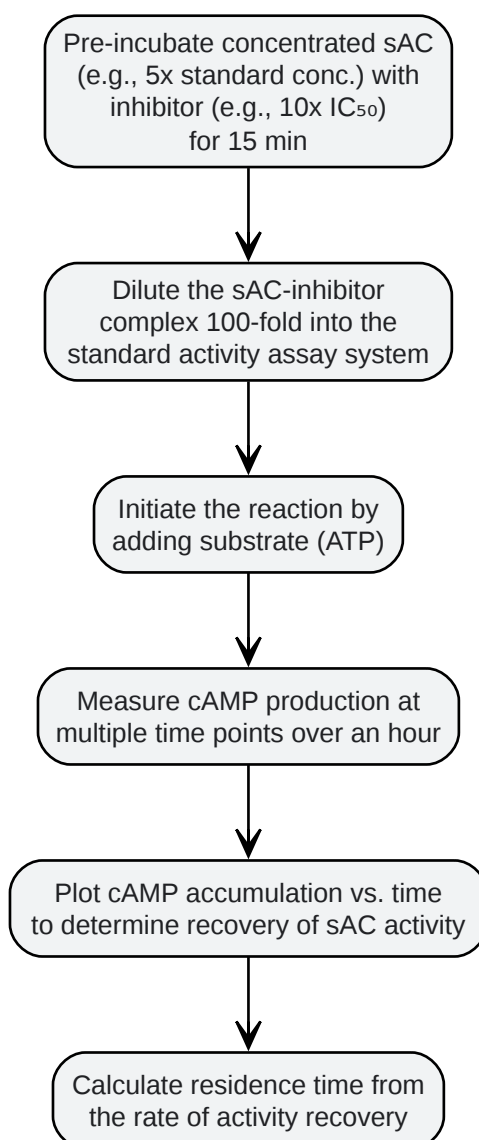 Pre-incubate concentrated sAC
(e.g., 5x standard conc.) with
inhibitor (e.g., 10x IC₅₀)
for 15 min
Dilute the sAC-inhibitor
complex 100-fold into the
standard activity assay system
Initiate the reaction by
adding substrate (ATP)
Measure cAMP production at
multiple time points over an hour
Plot cAMP accumulation vs. time
to determine recovery of sAC activity
Calculate residence time from
the rate of activity recovery